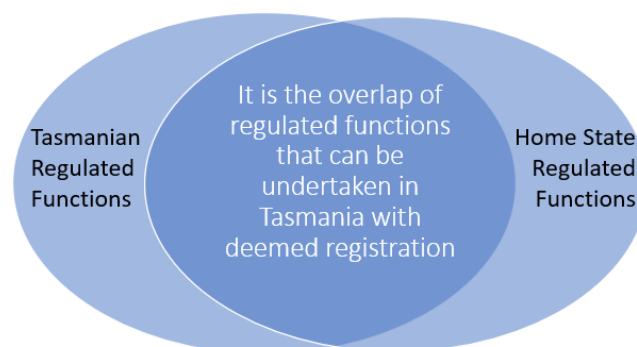 Tasmanian
Regulated
Functions
It is the overlap of
regulated functions
that can be
undertaken in
Tasmania with
deemed registration
Home State
Regulated
Functions